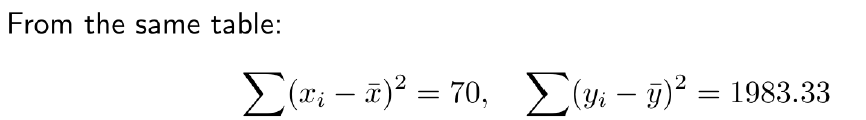 From the same table:
∑(xᵢ − x̄)² = 70, ∑(yᵢ − ȳ)² = 1983.33